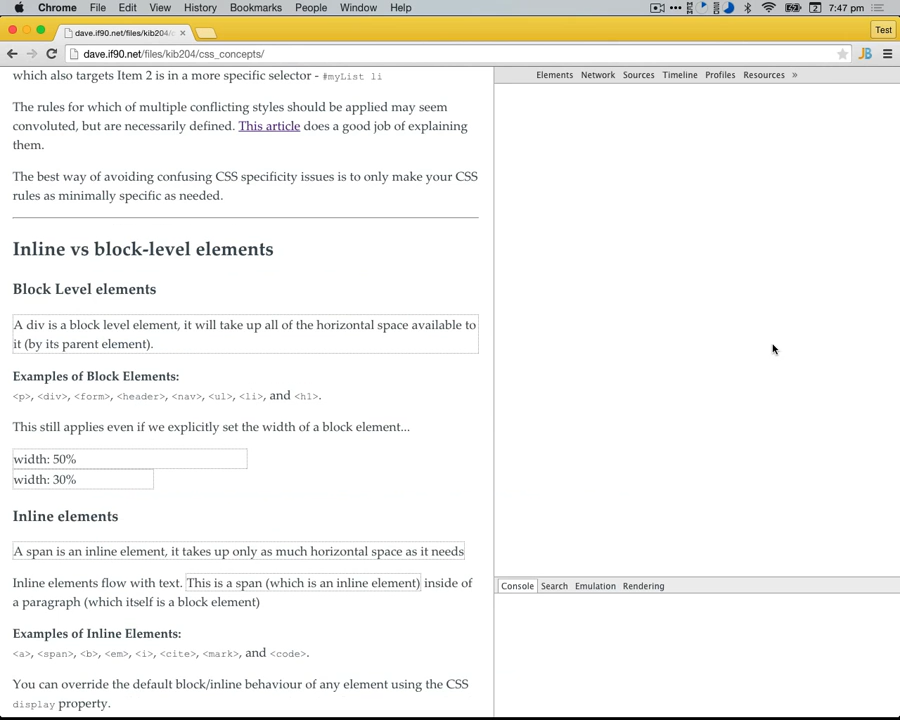 Chrome File Edit View History Bookmarks People Window Help 7:47 pm
dave.if90.net/files/kib204/c
Test
dave.if90.net/files/kib204/css_concepts/
JB
Elements Network Sources Timeline Profiles Resources »
which also targets Item 2 is in a more specific selector - #myList li
The rules for which of multiple conflicting styles should be applied may seem
convoluted, but are necessarily defined. This article does a good job of explaining
them.
The best way of avoiding confusing CSS specificity issues is to only make your CSS
rules as minimally specific as needed.
Inline vs block-level elements
Block Level elements
A div is a block level element, it will take up all of the horizontal space available to
it (by its parent element).
Examples of Block Elements:
<p>, <div>, <form>, <header>, <nav>, <ul>, <li>, and <h1>.
This still applies even if we explicitly set the width of a block element...
width: 50%
width: 30%
Inline elements
A span is an inline element, it takes up only as much horizontal space as it needs
Inline elements flow with text. This is a span (which is an inline element) inside of
a paragraph (which itself is a block element)
Examples of Inline Elements:
<a>, <span>, <b>, <em>, <i>, <cite>, <mark>, and <code>.
You can override the default block/inline behaviour of any element using the CSS
display property.
Console Search Emulation Rendering